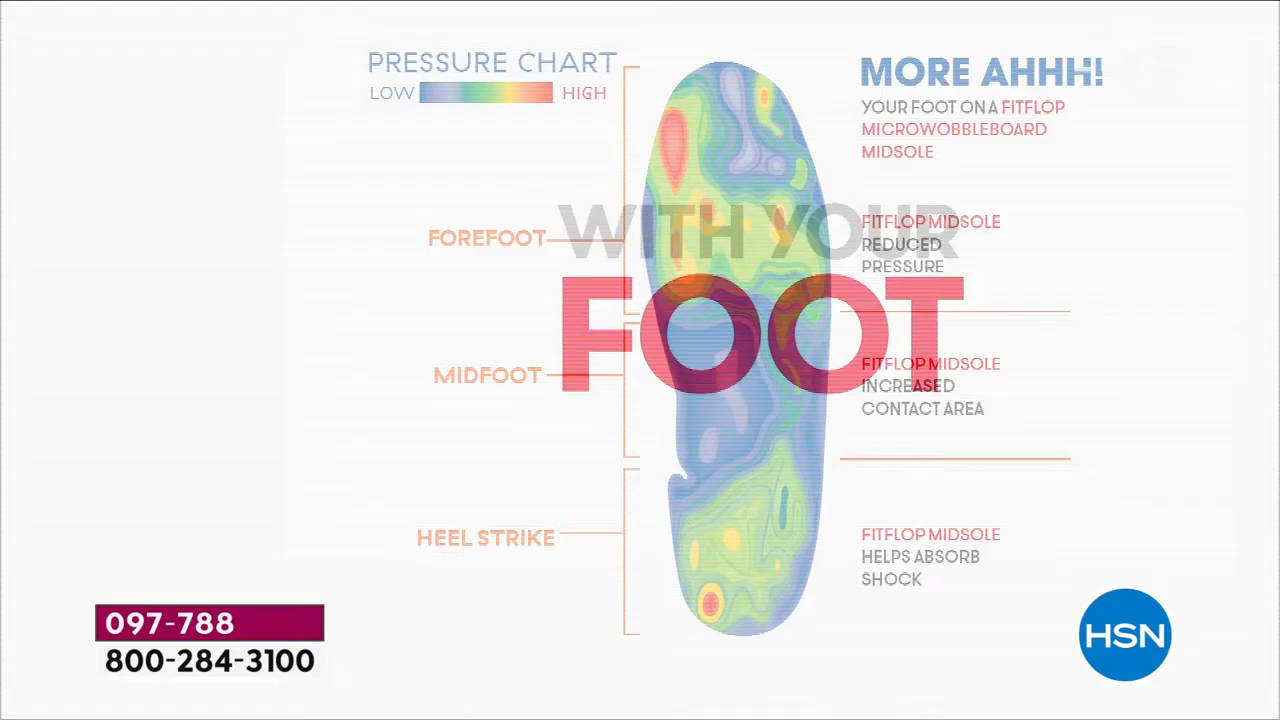 PRESSURE CHART
LOW
HIGH
MORE AHHH!
YOUR FOOT ON A FITFLOP
MICROWOBBLEBOARD
MIDSOLE
WITH YOUR
FOOT
FOREFOOT
FITFLOP MIDSOLE
REDUCED
PRESSURE
MIDFOOT
FITFLOP MIDSOLE
INCREASED
CONTACT AREA
HEEL STRIKE
FITFLOP MIDSOLE
HELPS ABSORB
SHOCK
097-788
800-284-3100
HSN